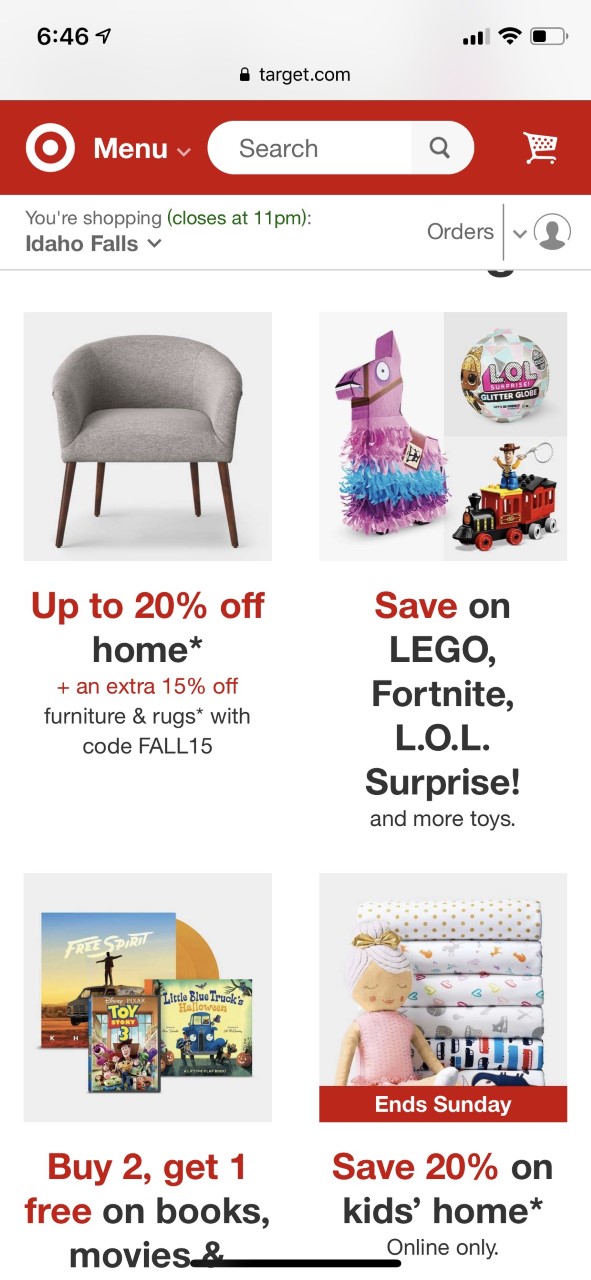 6:46
target.com
Menu
Search
You're shopping (closes at 11pm):
Idaho Falls
Orders
LOL
SURPRISE!
GLITTER GLOBE
Up to 20% off
home*
+ an extra 15% off
furniture & rugs* with
code FALL15
Save on
LEGO,
Fortnite,
L.O.L.
Surprise!
and more toys.
FREE SPIRIT
K H
Disney PIXAR
TOY
STORY
3
Little Blue Truck's
Halloween
Ends Sunday
Buy 2, get 1
free on books,
movies &
Save 20% on
kids' home*
Online only.